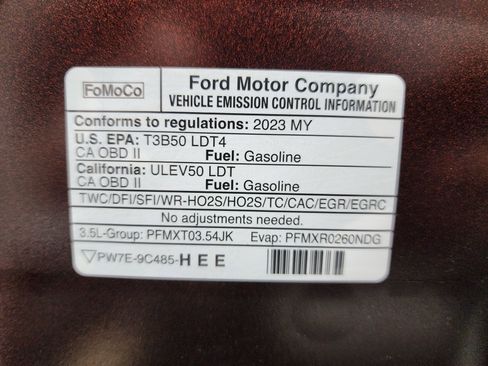 FoMoCo
Ford Motor Company
VEHICLE EMISSION CONTROL INFORMATION
Conforms to regulations: 2023 MY
U.S. EPA: T3B50 LDT4
CA OBD II Fuel: Gasoline
California: ULEV50 LDT
CA OBD II Fuel: Gasoline
TWC/DFI/SFI/WR-HO2S/HO2S/TC/CAC/EGR/EGRC
No adjustments needed.
3.5L-Group: PFMXT03.54JK Evap: PFMXR0260NDG
PW7E-9C485-HEE